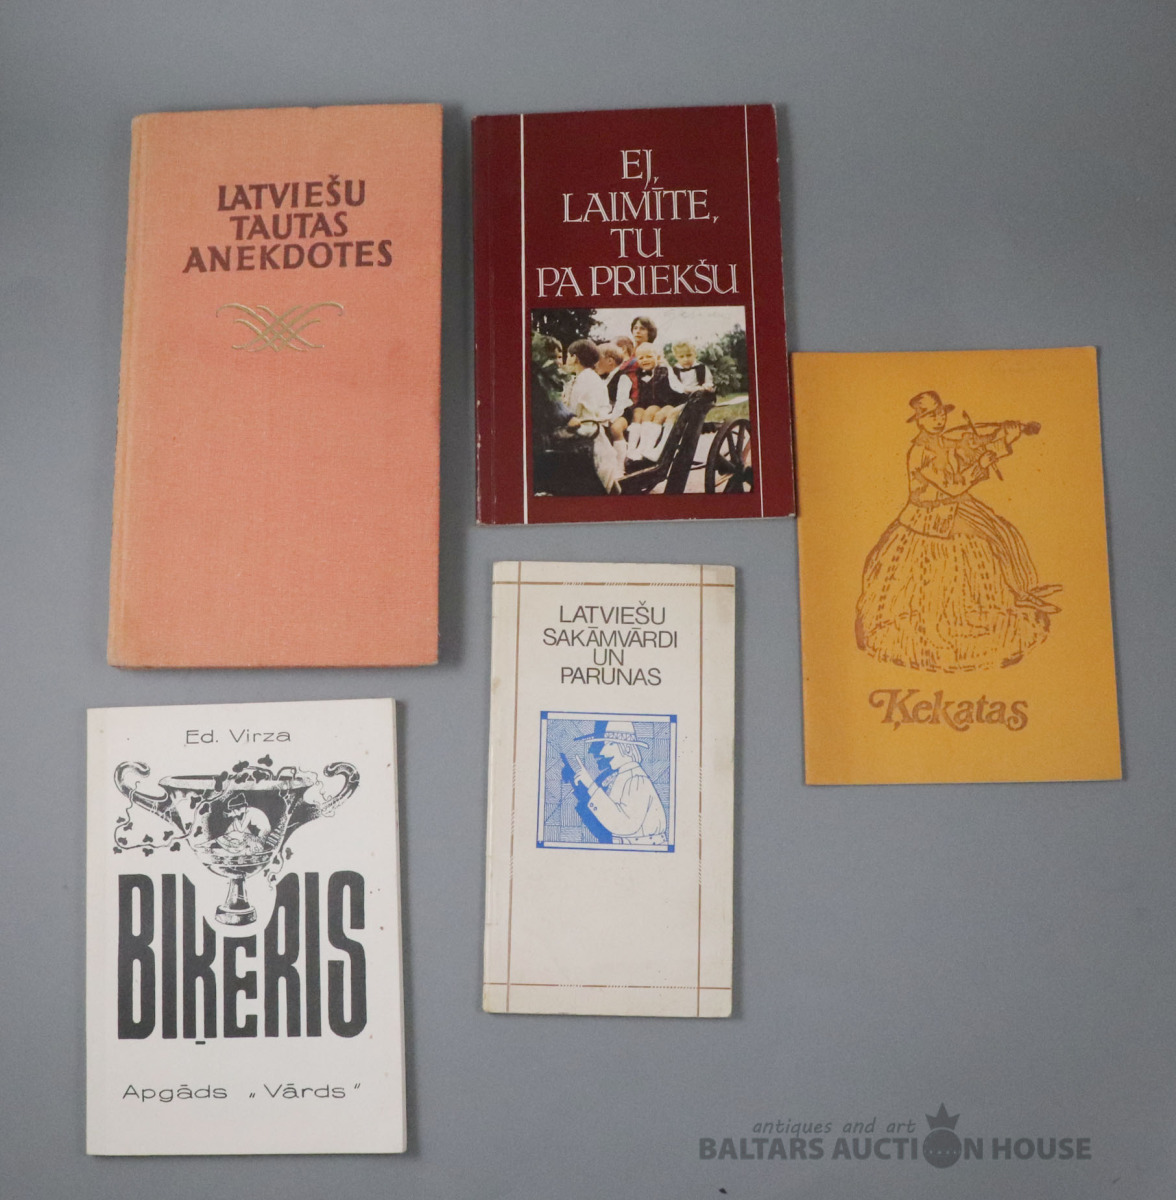 LATVIEŠU
TAUTAS
ANEKDOTES
EJ,
LAIMĪTE,
TU
PA PRIEKŠU
Ķekatas
LATVIEŠU
SAKĀMVĀRDI
UN
PARUNAS
Ed. Virza
BIĶERIS
Apgāds „Vārds"
antiques and art
BALTARS AUCTION HOUSE